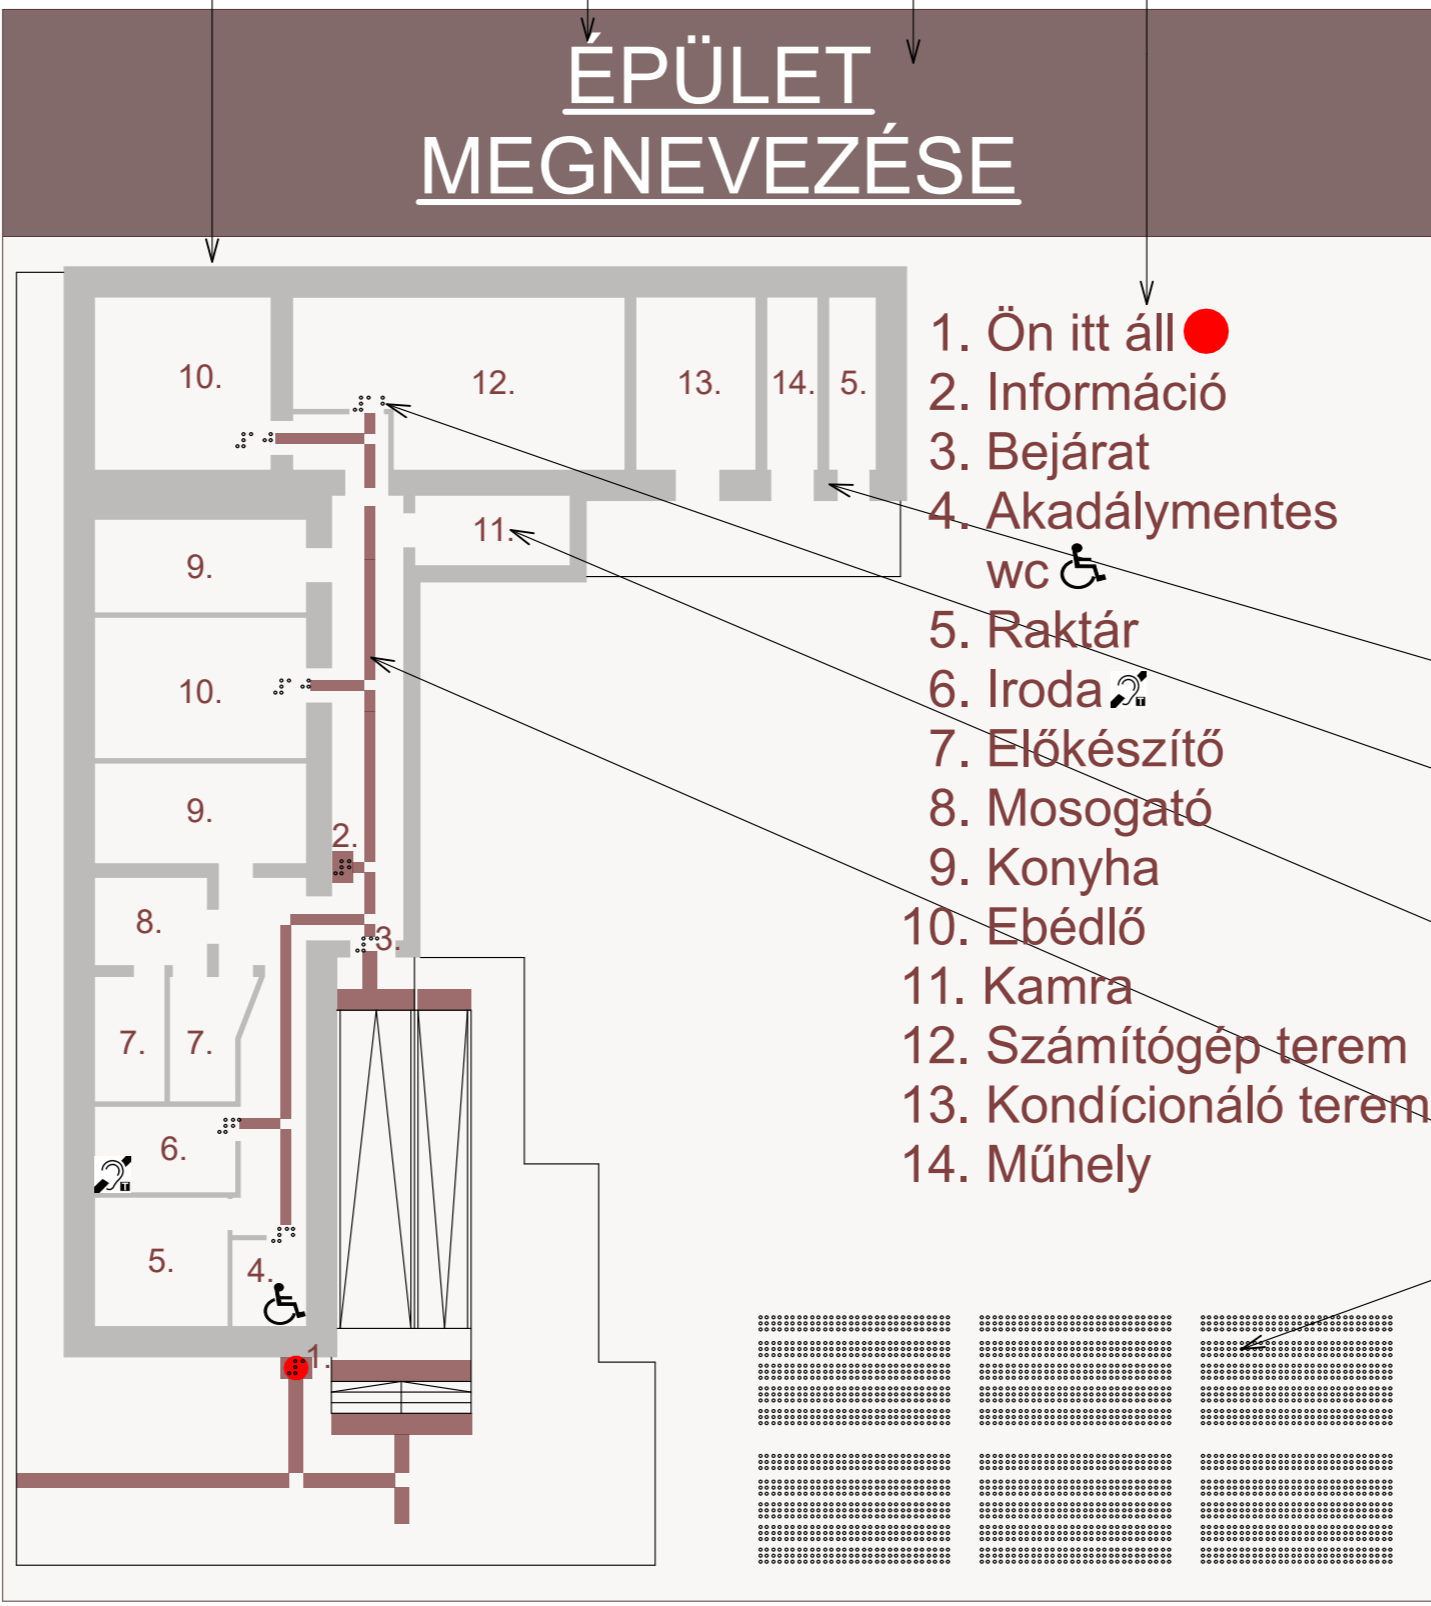 ÉPÜLET
MEGNEVEZÉSE
10.
12.
13.
14.
5.
11.
9.
10.
9.
2.
8.
3.
7.
7.
6.
T
5.
4.
1.
1. Ön itt áll
2. Információ
3. Bejárat
4. Akadálymentes
wc
5. Raktár
6. Iroda
T
7. Előkészítő
8. Mosogató
9. Konyha
10. Ebédlő
11. Kamra
12. Számítógép terem
13. Kondícionáló terem
14. Műhely